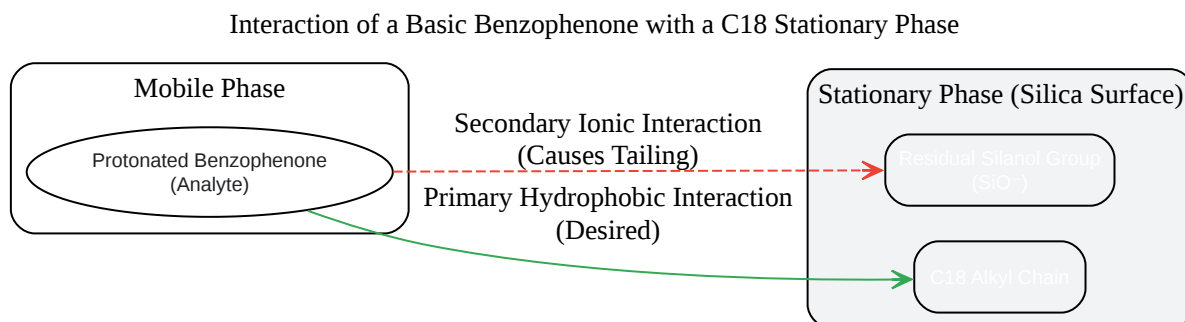 Interaction of a Basic Benzophenone with a C18 Stationary Phase
Mobile Phase
Protonated Benzophenone
(Analyte)
Secondary Ionic Interaction
(Causes Tailing)
Primary Hydrophobic Interaction
(Desired)
Stationary Phase (Silica Surface)
Residual Silanol Group
(SiO⁻)
C18 Alkyl Chain